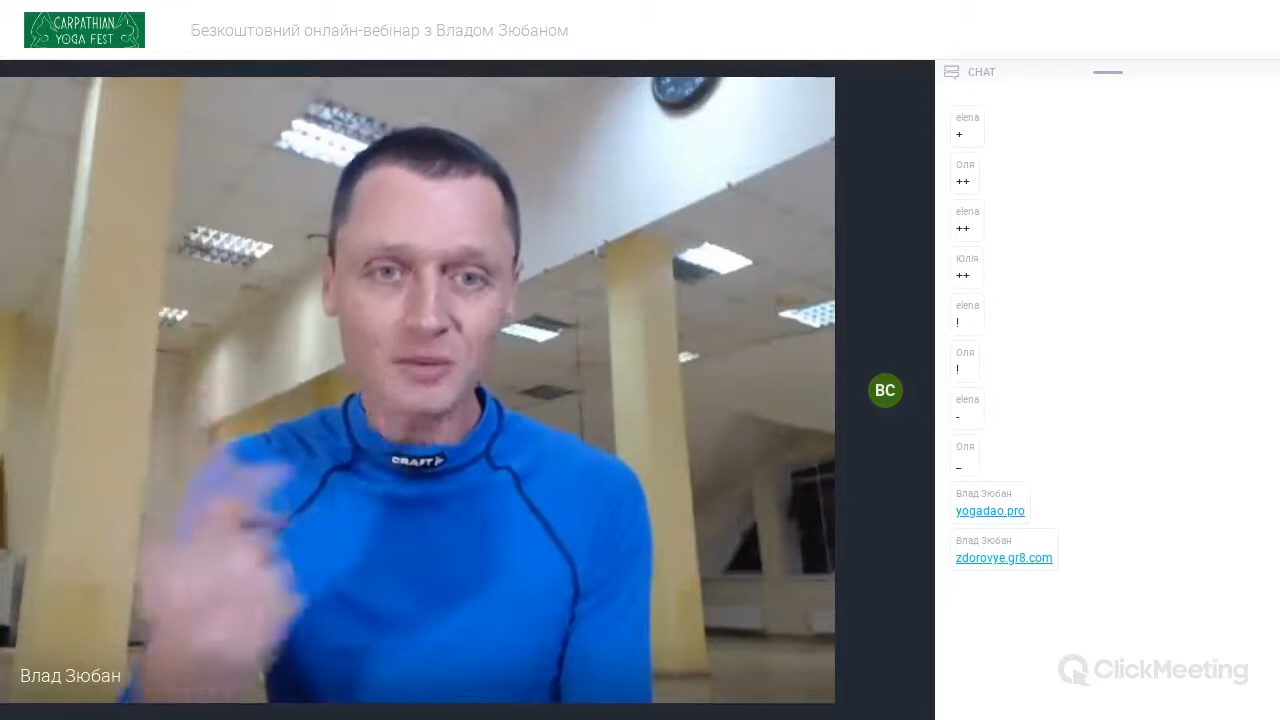 CARPATHIAN
YOGA FEST
Безкоштовний онлайн-вебінар з Владом Зюбаном
CHAT
elena
+
Оля
++
elena
++
Юлія
++
elena
!
Оля
!
elena
-
Оля
_
Влад Зюбан
yogadao.pro
Влад Зюбан
zdorovye.gr8.com
BC
CRAFT
Влад Зюбан
ClickMeeting